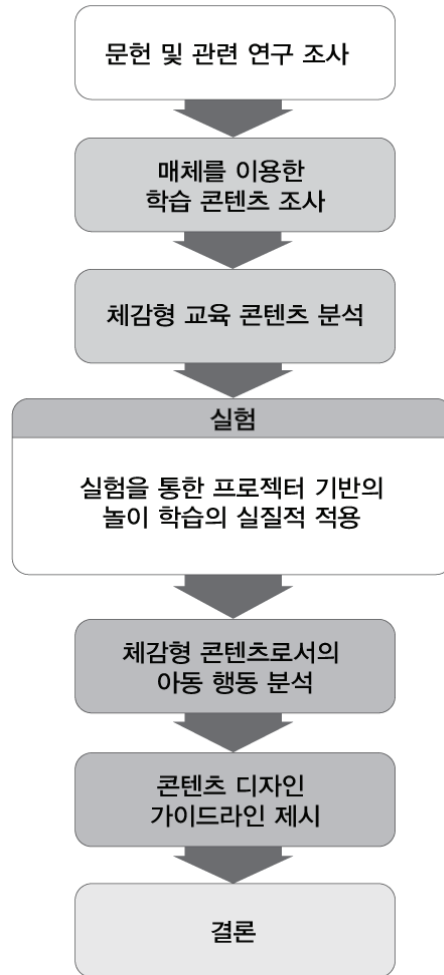 문헌 및 관련 연구 조사
매체를 이용한
학습 콘텐츠 조사
체감형 교육 콘텐츠 분석
실험
실험을 통한 프로젝터 기반의
놀이 학습의 실질적 적용
체감형 콘텐츠로서의
아동 행동 분석
콘텐츠 디자인
가이드라인 제시
결론